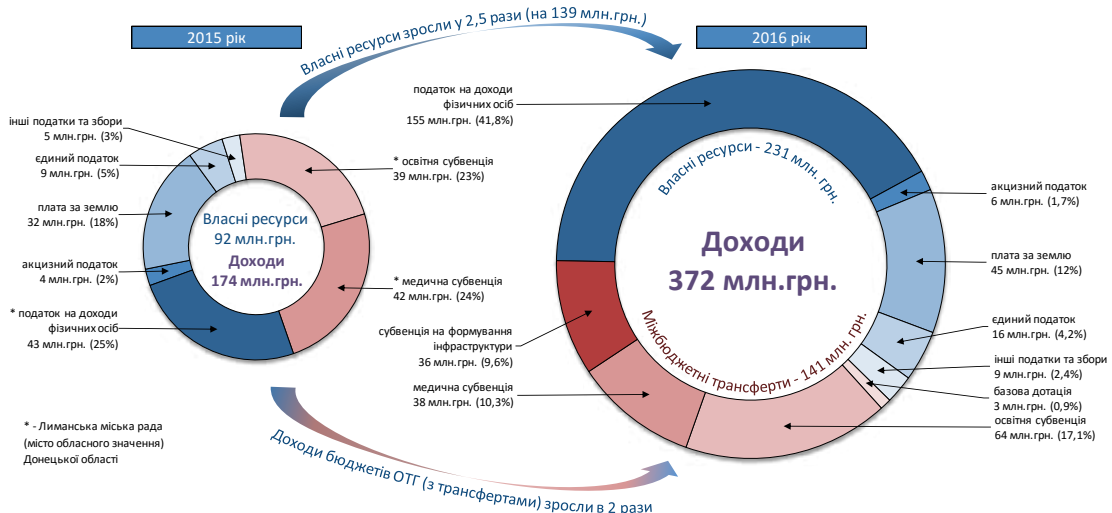 2015 рік
Власні ресурси зросли у 2,5 рази (на 139 млн.грн.)
2016 рік
інші податки та збори
5 млн.грн. (3%)
єдиний податок
9 млн.грн. (5%)
плата за землю
32 млн.грн. (18%)
акцизний податок
4 млн.грн. (2%)
* податок на доходи
фізичних осіб
43 млн.грн. (25%)
Власні ресурси
92 млн.грн.
Доходи
174 млн.грн.
* освітня субвенція
39 млн.грн. (23%)
* медична субвенція
42 млн.грн. (24%)
* - Лиманська міська рада
(місто обласного значення)
Донецької області
податок на доходи
фізичних осіб
155 млн.грн. (41,8%)
субвенція на формування
інфраструктури
36 млн.грн. (9,6%)
медична субвенція
38 млн.грн. (10,3%)
Власні ресурси - 231 млн. грн.
Доходи
372 млн.грн.
Міжбюджетні трансферти - 141 млн. грн.
акцизний податок
6 млн.грн. (1,7%)
плата за землю
45 млн.грн. (12%)
єдиний податок
16 млн.грн. (4,2%)
інші податки та збори
9 млн.грн. (2,4%)
базова дотація
3 млн.грн. (0,9%)
освітня субвенція
64 млн.грн. (17,1%)
Доходи бюджетів ОТГ (з трансфертами) зросли в 2 рази